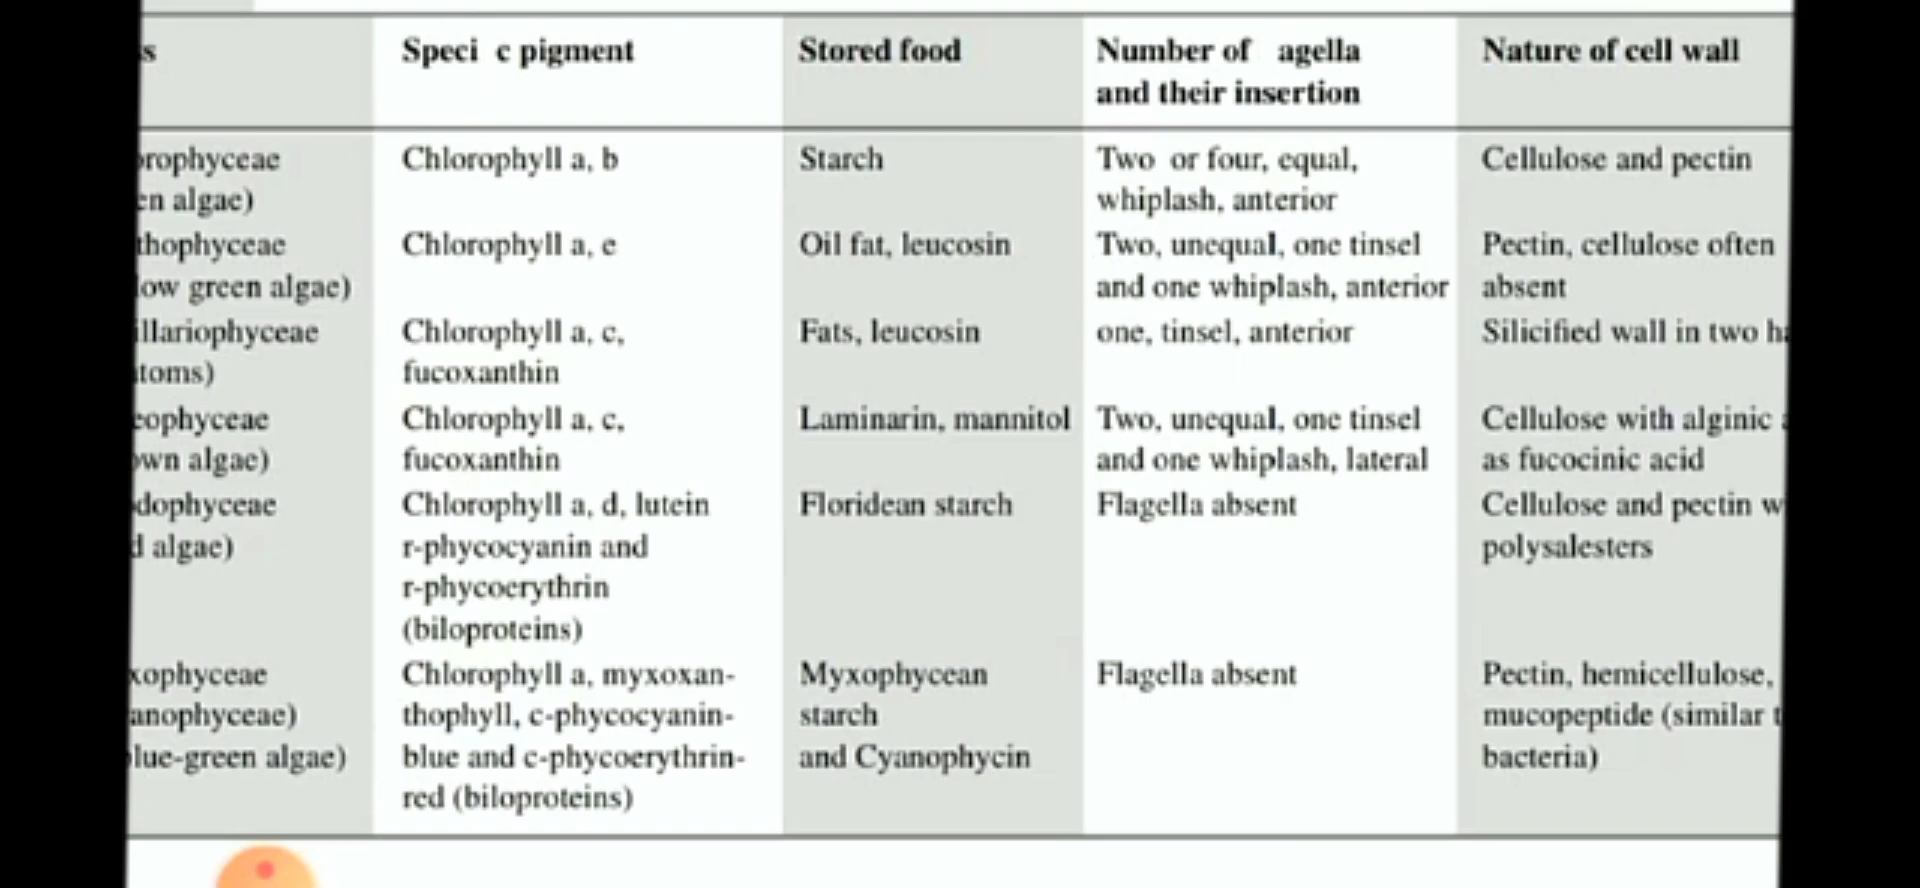 s Speci c pigment Stored food Number of agella Nature of cell wall
and their insertion
rophyceae Chlorophyll a, b Starch Two or four, equal, Cellulose and pectin
en algae) whiplash, anterior
thophyceae Chlorophyll a, e Oil fat, leucosin Two, unequal, one tinsel Pectin, cellulose often
low green algae) and one whiplash, anterior absent
illariophyceae Chlorophyll a, c, Fats, leucosin one, tinsel, anterior Silicified wall in two ha
toms) fucoxanthin
eophyceae Chlorophyll a, c, Laminarin, mannitol Two, unequal, one tinsel Cellulose with alginic a
own algae) fucoxanthin and one whiplash, lateral as fucocinic acid
dophyceae Chlorophyll a, d, lutein Floridean starch Flagella absent Cellulose and pectin w
d algae) r-phycocyanin and polysalesters
r-phycoerythrin
(biloproteins)
xophyceae Chlorophyll a, myxoxan- Myxophycean Flagella absent Pectin, hemicellulose,
anophyceae) thophyll, c-phycocyanin- starch mucopeptide (similar t
lue-green algae) blue and c-phycoerythrin- and Cyanophycin bacteria)
red (biloproteins)